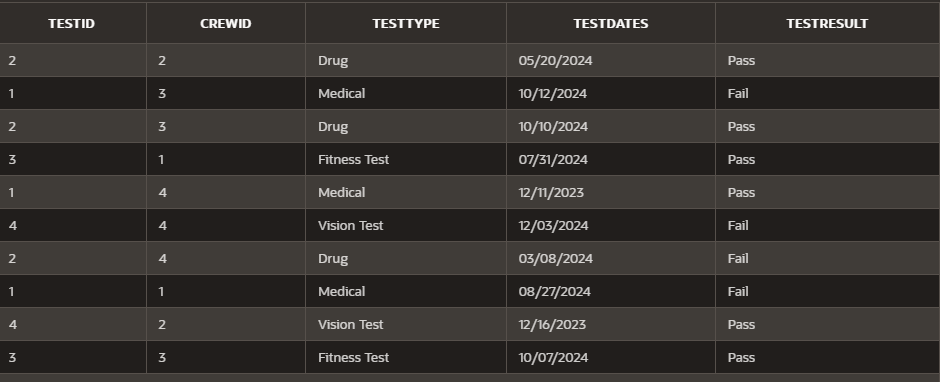 TESTID CREWID TESTTYPE TESTDATES TESTRESULT
2 2 Drug 05/20/2024 Pass
1 3 Medical 10/12/2024 Fail
2 3 Drug 10/10/2024 Pass
3 1 Fitness Test 07/31/2024 Pass
1 4 Medical 12/11/2023 Pass
4 4 Vision Test 12/03/2024 Fail
2 4 Drug 03/08/2024 Fail
1 1 Medical 08/27/2024 Fail
4 2 Vision Test 12/16/2023 Pass
3 3 Fitness Test 10/07/2024 Pass